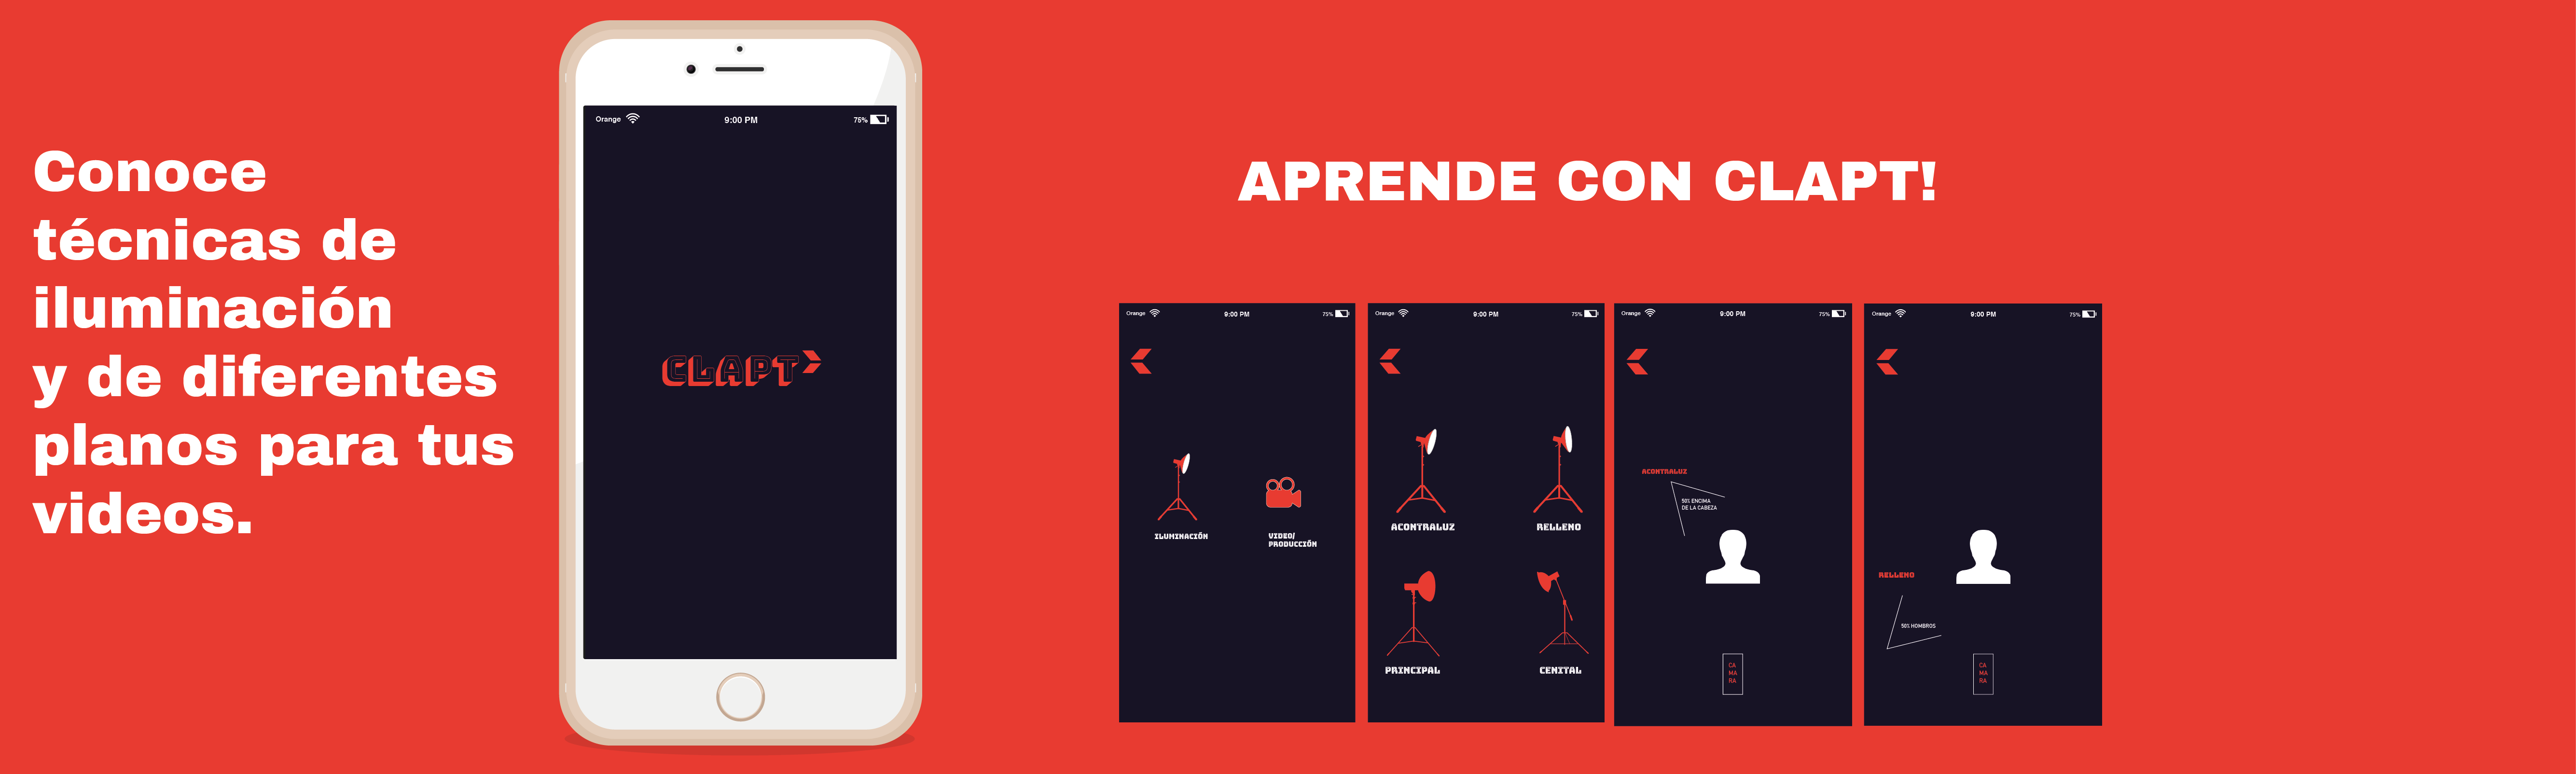 Conoce
técnicas de
iluminación
y de diferentes
planos para tus
videos.
Orange 9:00 PM 75%
CLAPT
APRENDE CON CLAPT!
Orange 9:00 PM 75%
ILUMINACIÓN
VIDEO/
PRODUCCIÓN
Orange 9:00 PM 75%
ACONTRALUZ
RELLENO
PRINCIPAL
CENITAL
Orange 9:00 PM 75%
ACONTRALUZ
50% ENCIMA
DE LA CABEZA
CA
MÁ
RA
Orange 9:00 PM 75%
RELLENO
50% HOMBROS
CA
MA
RA